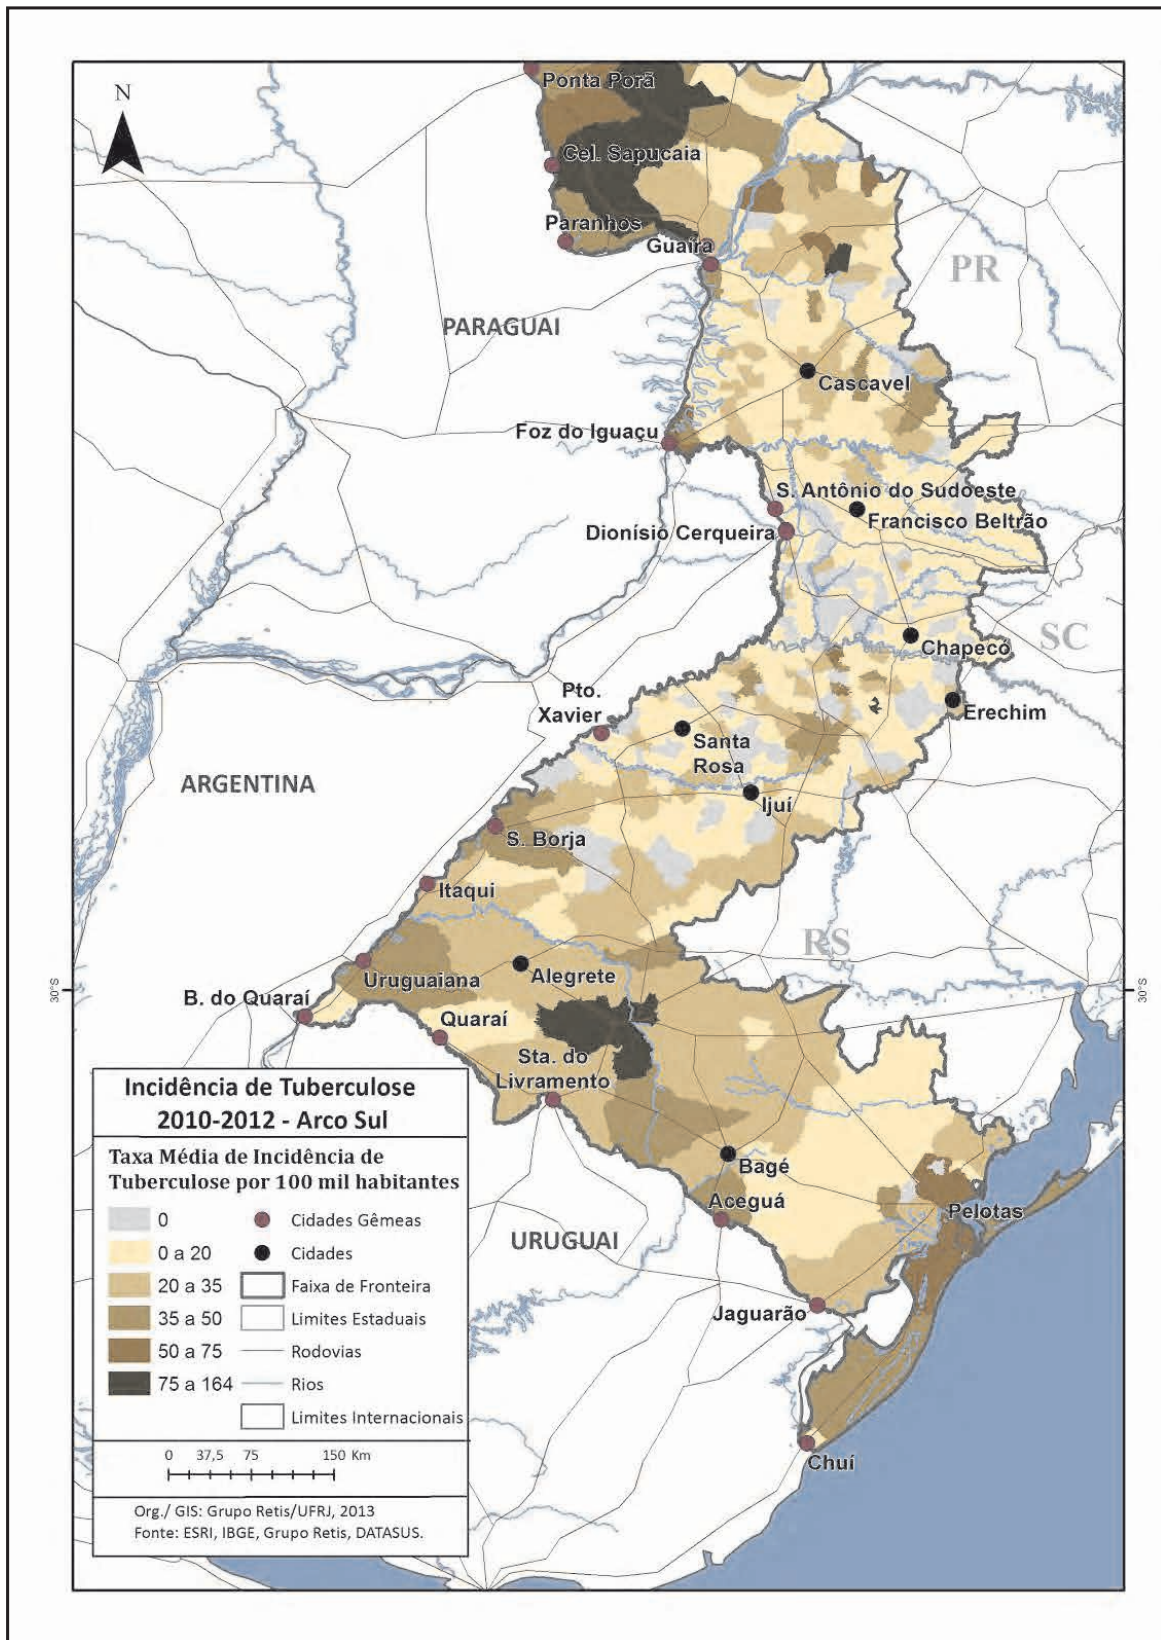 N
Ponta Porã
Cel. Sapucaia
Paranhos
Guaíra
PR
PARAGUAI
Cascavel
Foz do Iguaçu
S. Antônio do Sudoeste
Francisco Beltrão
Dionísio Cerqueira
SC
Chapecó
Pto.
Xavier
Erechim
Santa
Rosa
ARGENTINA
Ijuí
S. Borja
Itaqui
RS
Alegrete
Uruguaiana
30°S
30°S
B. do Quaraí
Quaraí
Sta. do
Livramento
Bagé
Aceguá
Pelotas
URUGUAI
Jaguarão
Chuí
Incidência de Tuberculose
2010-2012 - Arco Sul
Taxa Média de Incidência de
Tuberculose por 100 mil habitantes
0
Cidades Gêmeas
0 a 20
Cidades
20 a 35
Faixa de Fronteira
35 a 50
Limites Estaduais
50 a 75
Rodovias
75 a 164
Rios
Limites Internacionais
0 37,5 75 150 Km
Org./ GIS: Grupo Retis/UFRJ, 2013
Fonte: ESRI, IBGE, Grupo Retis, DATASUS.